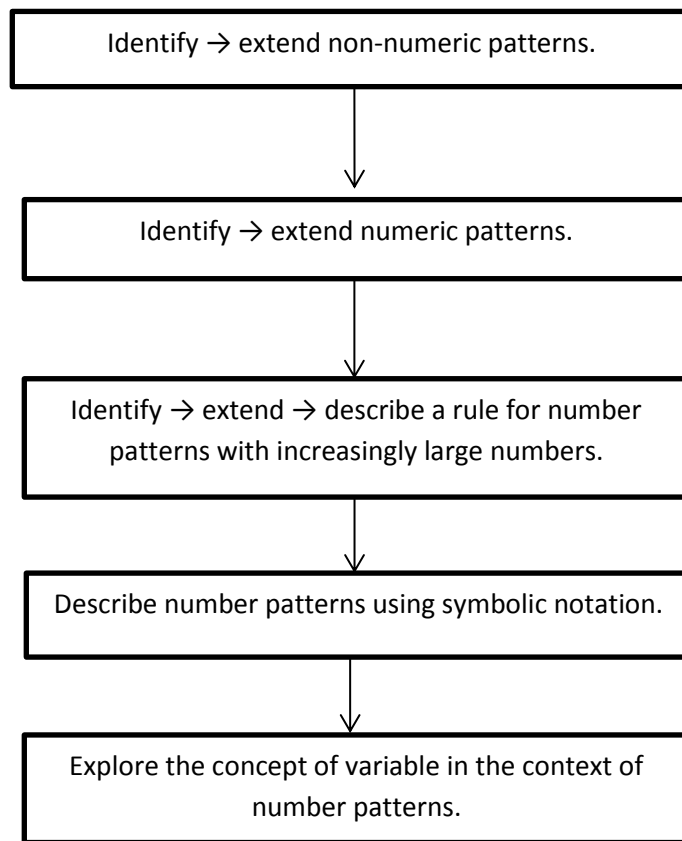 Identify → extend non-numeric patterns.
Identify → extend numeric patterns.
Identify → extend → describe a rule for number
patterns with increasingly large numbers.
Describe number patterns using symbolic notation.
Explore the concept of variable in the context of
number patterns.